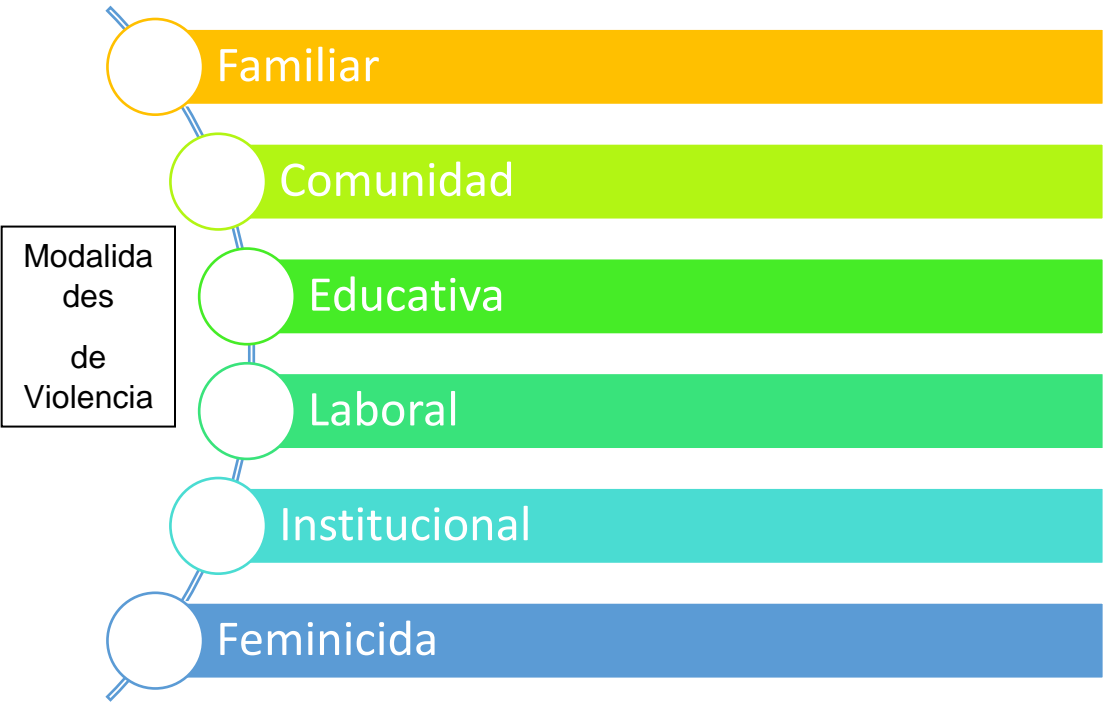 Familiar
Comunidad
Modalida
des
de
Violencia
Educativa
Laboral
Institucional
Feminicida